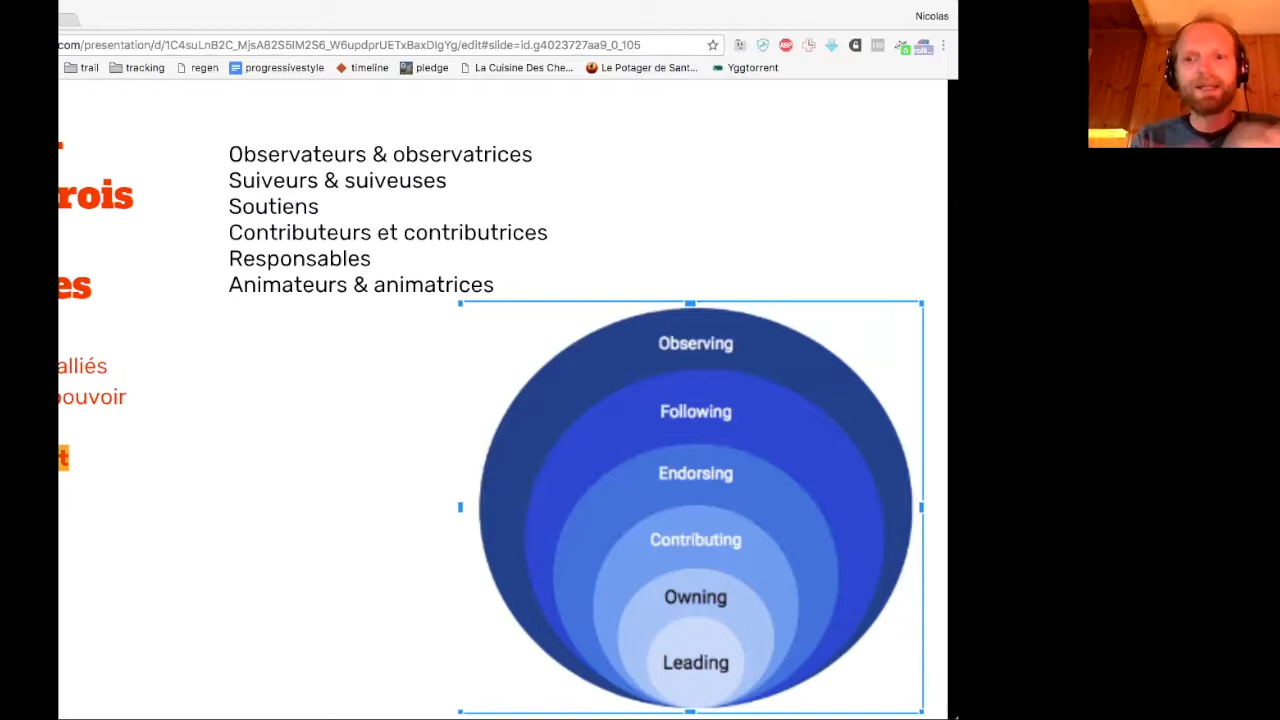 Nicolas
com/presentation/d/1C4suLnB2C_MjsA82S5IM2S6_W6updprUETxBaxDIgYg/edit#slide=id.g4023727aa9_0_105
trail tracking regen progressivestyle timeline pledge La Cuisine Des Che... Le Potager de Sant... Yggtorrent
rois
es
alliés
pouvoir
t
Observateurs & observatrices
Suiveurs & suiveuses
Soutiens
Contributeurs et contributrices
Responsables
Animateurs & animatrices
Observing
Following
Endorsing
Contributing
Owning
Leading